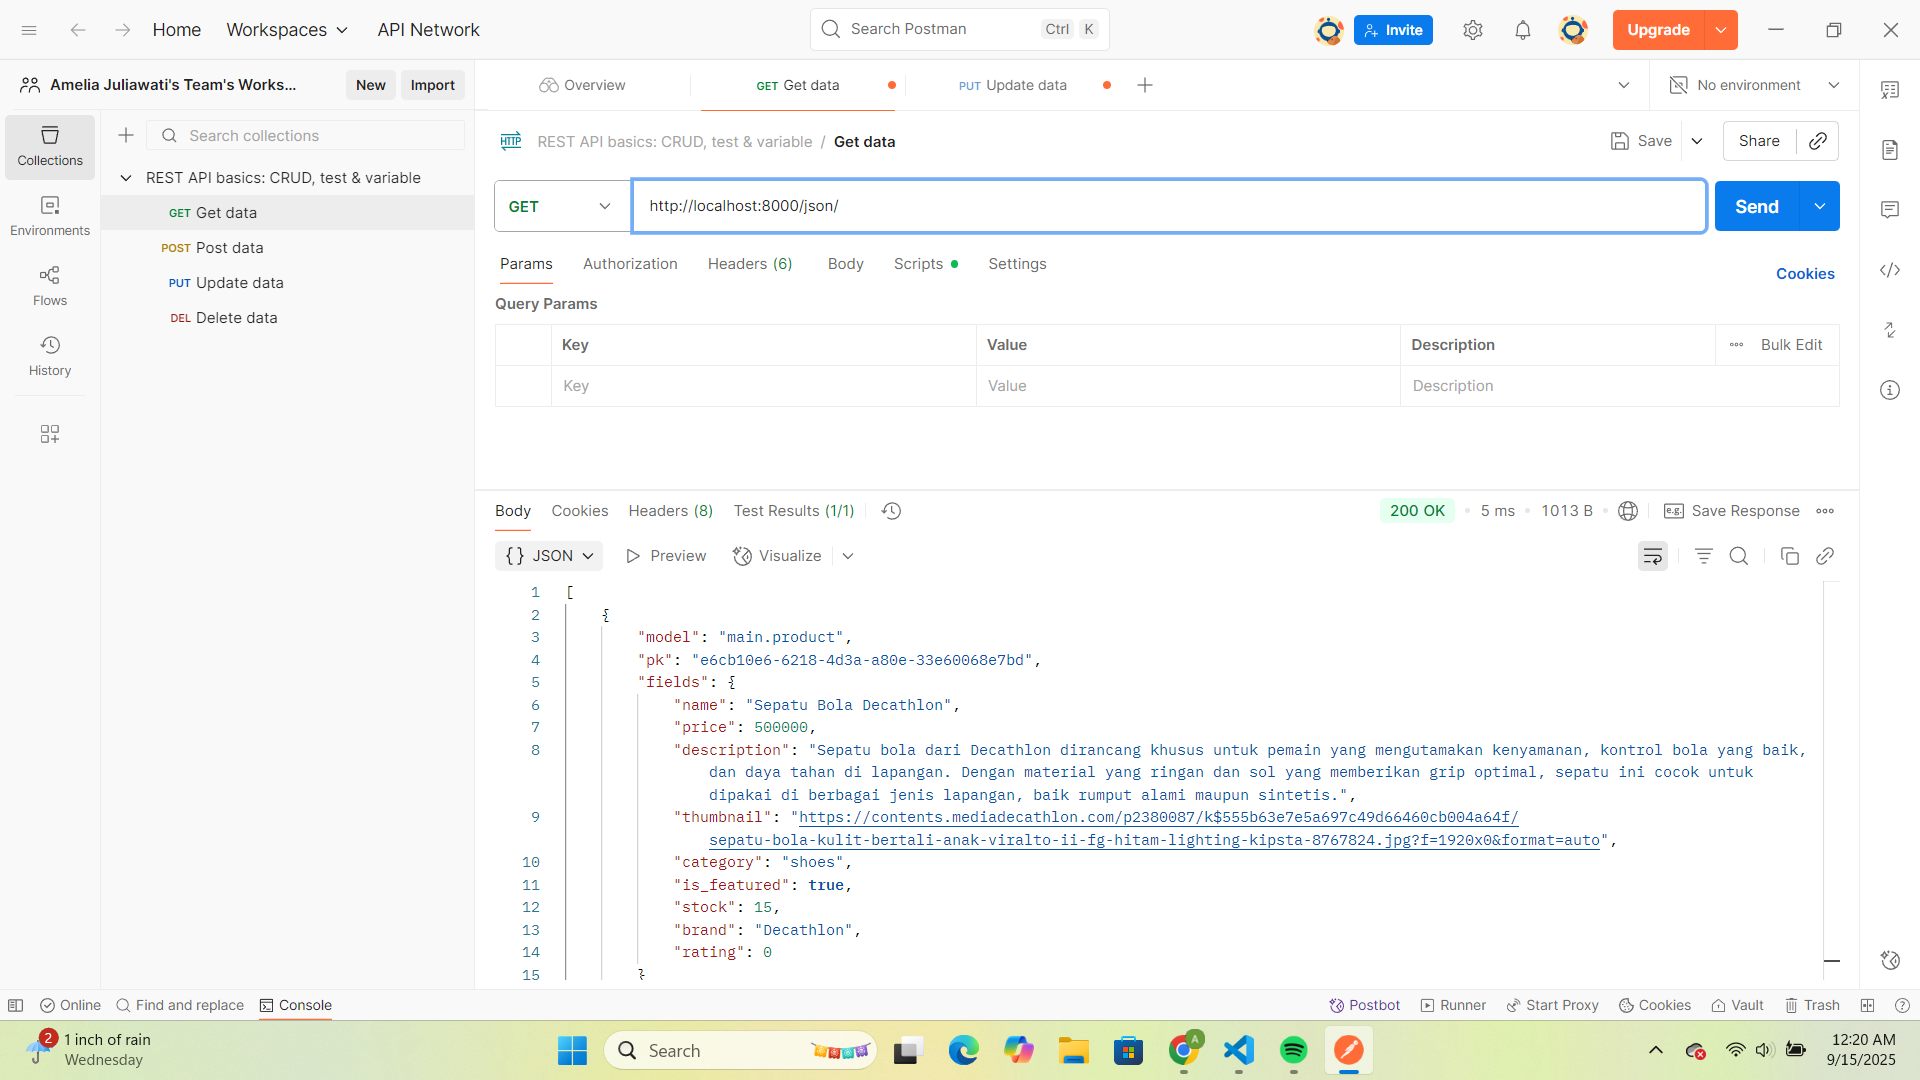 Home Workspaces API Network Search Postman Ctrl K Invite Upgrade
Amelia Juliawati's Team's Works... New Import
Overview GET Get data PUT Update data No environment
Collections
Environments
Flows
History
Search collections
REST API basics: CRUD, test & variable
GET Get data
POST Post data
PUT Update data
DEL Delete data
HTTP REST API basics: CRUD, test & variable / Get data Save Share
GET http://localhost:8000/json/ Send
Params Authorization Headers (6) Body Scripts Settings Cookies
Query Params
Key Value Description Bulk Edit
Key Value Description
Body Cookies Headers (8) Test Results (1/1) 200 OK 5 ms 1013 B e.g. Save Response
{} JSON Preview Visualize
1 [
2 {
3 "model": "main.product",
4 "pk": "e6cb10e6-6218-4d3a-a80e-33e60068e7bd",
5 "fields": {
6 "name": "Sepatu Bola Decathlon",
7 "price": 500000,
8 "description": "Sepatu bola dari Decathlon dirancang khusus untuk pemain yang mengutamakan kenyamanan, kontrol bola yang baik,
dan daya tahan di lapangan. Dengan material yang ringan dan sol yang memberikan grip optimal, sepatu ini cocok untuk
dipakai di berbagai jenis lapangan, baik rumput alami maupun sintetis.",
9 "thumbnail": "https://contents.mediadecathlon.com/p2380087/k$555b63e7e5a697c49d66460cb004a64f/
sepatu-bola-kulit-bertali-anak-viralto-ii-fg-hitam-lighting-kipsta-8767824.jpg?f=1920x0&format=auto",
10 "category": "shoes",
11 "is_featured": true,
12 "stock": 15,
13 "brand": "Decathlon",
14 "rating": 0
15 }
Online Find and replace Console Postbot Runner Start Proxy Cookies Vault Trash
2 1 inch of rain
Wednesday
Search
A
12:20 AM
9/15/2025